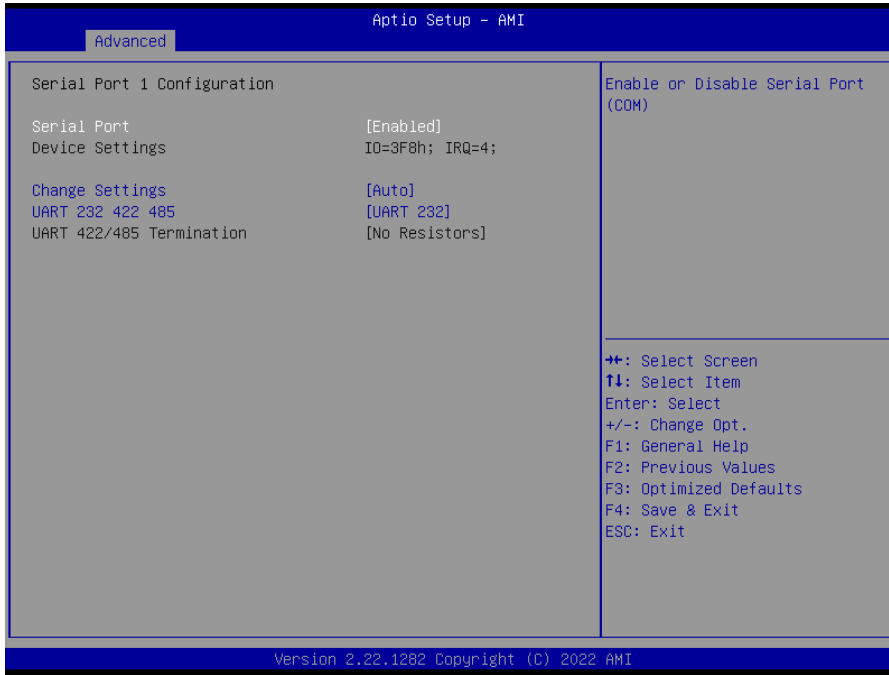 Aptio Setup – AMI
Advanced
Serial Port 1 Configuration
Serial Port [Enabled]
Device Settings IO=3F8h; IRQ=4;
Change Settings [Auto]
UART 232 422 485 [UART 232]
UART 422/485 Termination [No Resistors]
Enable or Disable Serial Port
(COM)
→←: Select Screen
↑↓: Select Item
Enter: Select
+/-: Change Opt.
F1: General Help
F2: Previous Values
F3: Optimized Defaults
F4: Save & Exit
ESC: Exit
Version 2.22.1282 Copyright (C) 2022 AMI